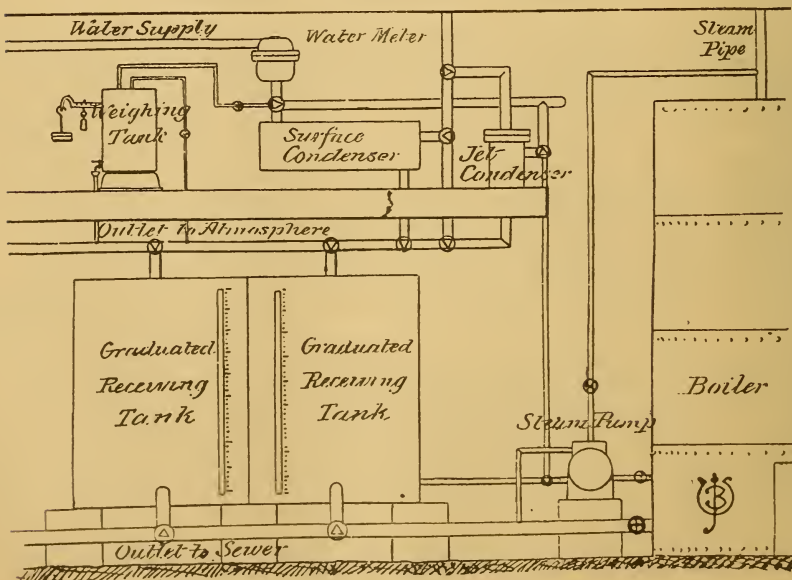 Water Supply
Water Meter
Steam
Pipe
Weighing
Tank
Surface
Condenser
Jet
Condenser
Outlet to Atmosphere
Graduated
Receiving
Tank
Graduated
Receiving
Tank
Steam Pump
Boiler
Outlet to Sewer